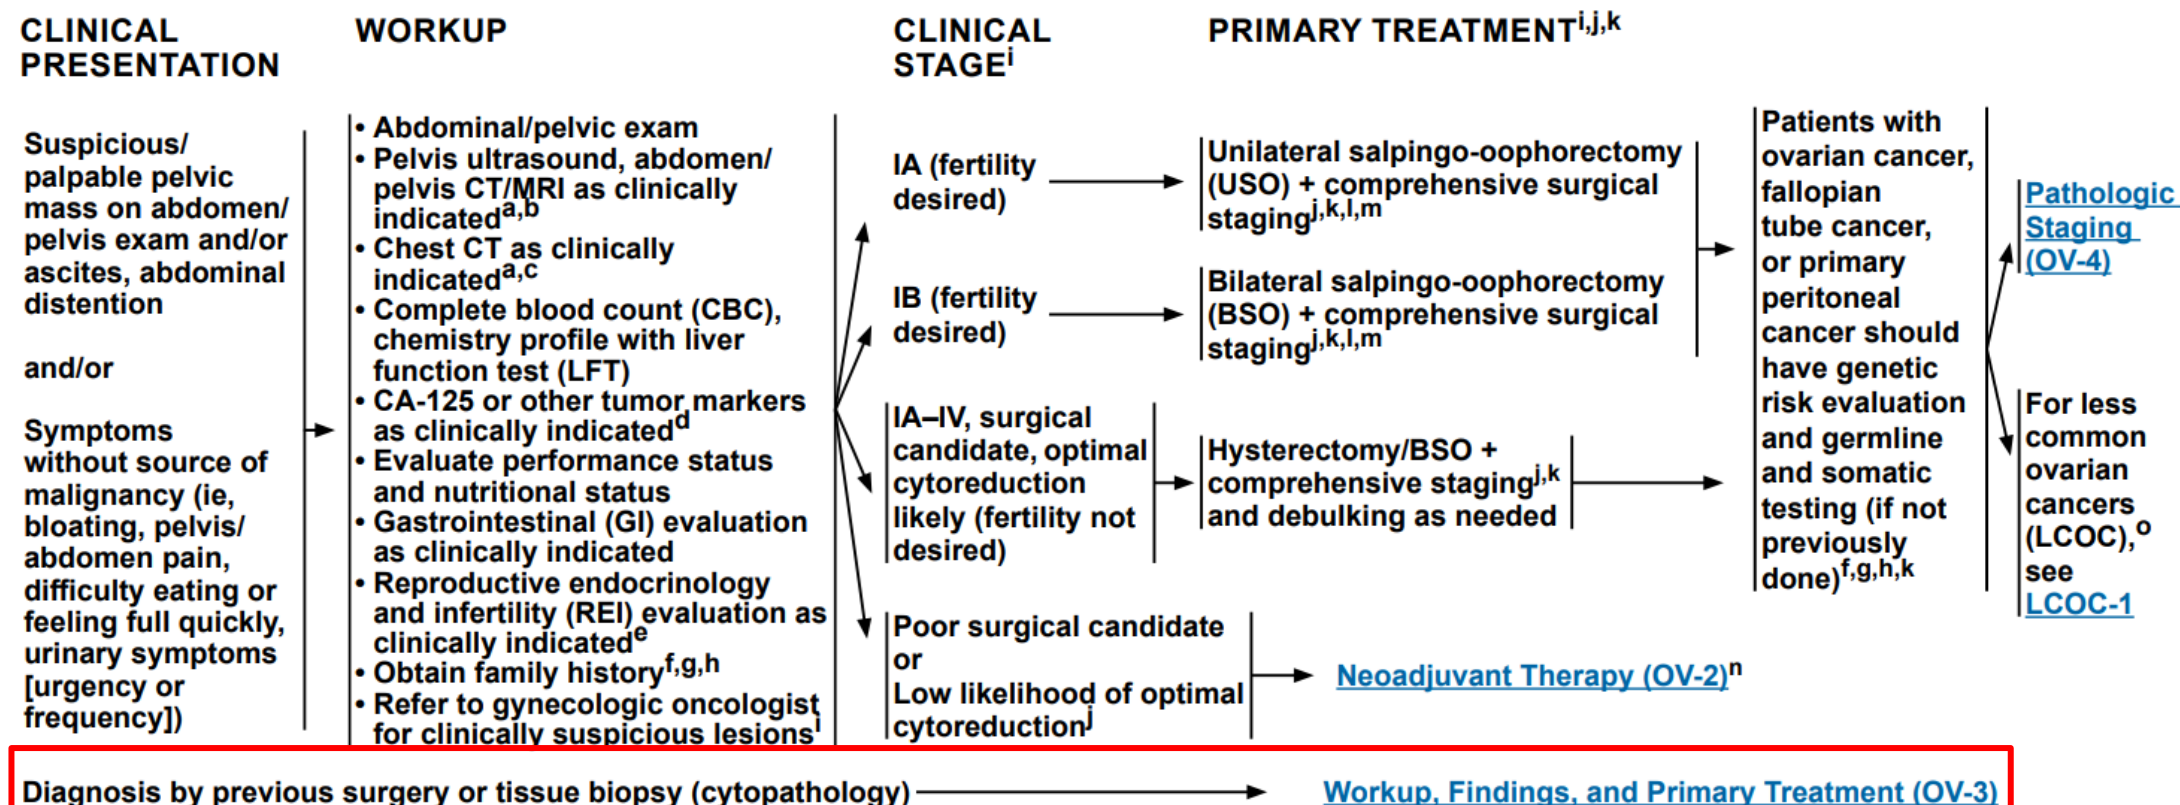 CLINICAL
PRESENTATION
WORKUP
CLINICAL
STAGEⁱ
PRIMARY TREATMENTⁱ,ʲ,ᵏ
Suspicious/
palpable pelvic
mass on abdomen/
pelvis exam and/or
ascites, abdominal
distention
and/or
Symptoms
without source of
malignancy (ie,
bloating, pelvis/
abdomen pain,
difficulty eating or
feeling full quickly,
urinary symptoms
[urgency or
frequency])
• Abdominal/pelvic exam
• Pelvis ultrasound, abdomen/
pelvis CT/MRI as clinically
indicatedᵃ,ᵇ
• Chest CT as clinically
indicatedᵃ,ᶜ
• Complete blood count (CBC),
chemistry profile with liver
function test (LFT)
• CA-125 or other tumor markers
as clinically indicatedᵈ
• Evaluate performance status
and nutritional status
• Gastrointestinal (GI) evaluation
as clinically indicated
• Reproductive endocrinology
and infertility (REI) evaluation as
clinically indicatedᵉ
• Obtain family historyᶠ,ᵍ,ʰ
• Refer to gynecologic oncologist
for clinically suspicious lesionsⁱ
IA (fertility
desired)
Unilateral salpingo-oophorectomy
(USO) + comprehensive surgical
stagingʲ,ᵏ,ˡ,ᵐ
IB (fertility
desired)
Bilateral salpingo-oophorectomy
(BSO) + comprehensive surgical
stagingʲ,ᵏ,ˡ,ᵐ
IA–IV, surgical
candidate, optimal
cytoreduction
likely (fertility not
desired)
Hysterectomy/BSO +
comprehensive stagingʲ,ᵏ
and debulking as needed
Poor surgical candidate
or
Low likelihood of optimal
cytoreductionʲ
Neoadjuvant Therapy (OV-2)ⁿ
Patients with
ovarian cancer,
fallopian
tube cancer,
or primary
peritoneal
cancer should
have genetic
risk evaluation
and germline
and somatic
testing (if not
previously
done)ᶠ,ᵍ,ʰ,ᵏ
Pathologic
Staging
(OV-4)
For less
common
ovarian
cancers
(LCOC),ᵒ
see
LCOC-1
Diagnosis by previous surgery or tissue biopsy (cytopathology)
Workup, Findings, and Primary Treatment (OV-3)